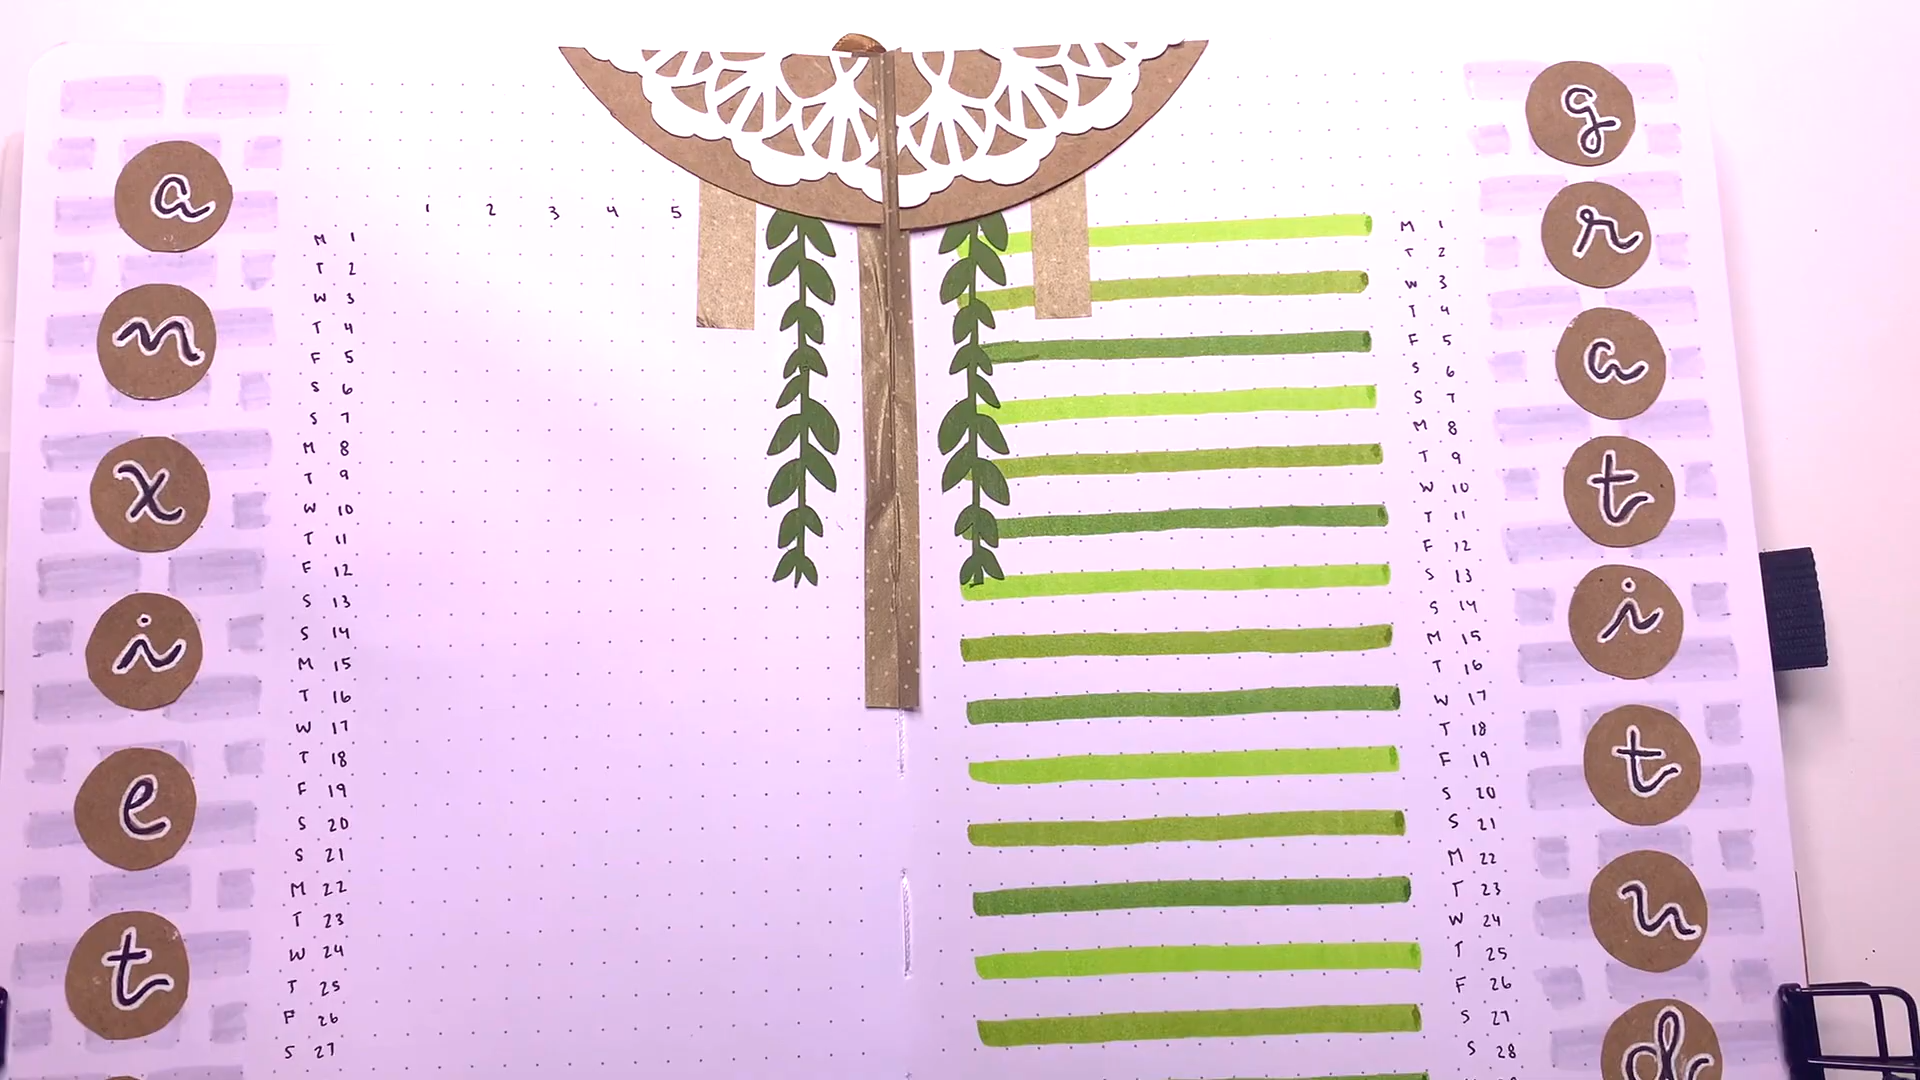 a
n
x
i
e
t
1 2 3 4 5
M 1
T 2
W 3
T 4
F 5
S 6
S 7
M 8
T 9
W 10
T 11
F 12
S 13
S 14
M 15
T 16
W 17
T 18
F 19
S 20
S 21
M 22
T 23
W 24
T 25
F 26
S 27
M 1
T 2
W 3
T 4
F 5
S 6
S 7
M 8
T 9
W 10
T 11
F 12
S 13
S 14
M 15
T 16
W 17
T 18
F 19
S 20
S 21
M 22
T 23
W 24
T 25
F 26
S 27
S 28
g
r
a
t
i
t
u
d